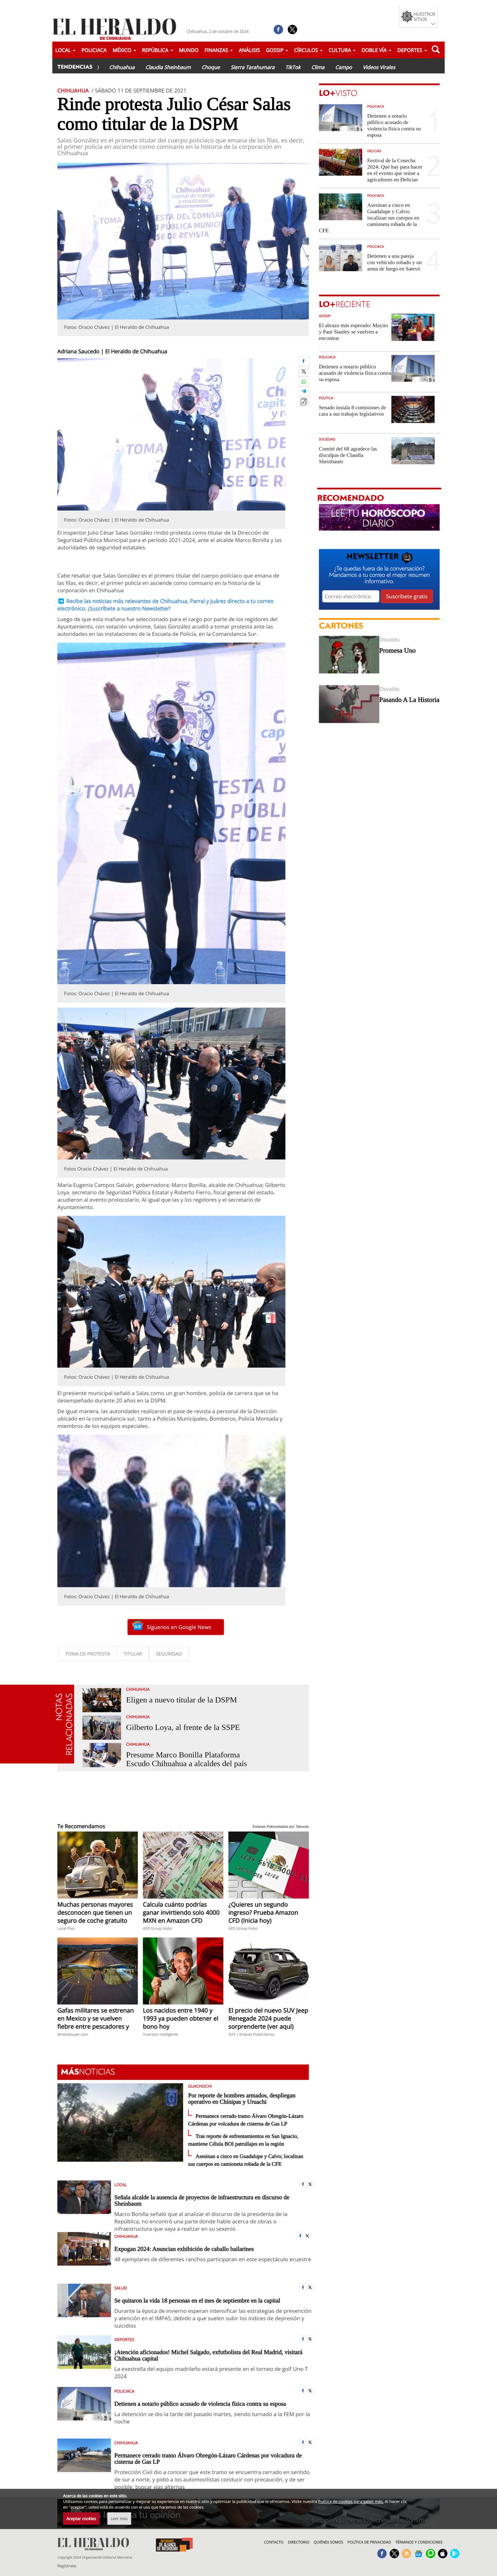 EL HERALDO
DE CHIHUAHUA
Chihuahua, 2 de octubre de 2024
NUESTROS
SITIOS
LOCAL POLICIACA MÉXICO REPÚBLICA MUNDO FINANZAS ANÁLISIS GOSSIP CÍRCULOS CULTURA DOBLE VÍA DEPORTES
TENDENCIAS Chihuahua Claudia Sheinbaum Choque Sierra Tarahumara TikTok Clima Campo Videos Virales
CHIHUAHUA / SÁBADO 11 DE SEPTIEMBRE DE 2021
Rinde protesta Julio César Salas
como titular de la DSPM
Salas González es el primero titular del cuerpo policíaco que emana de las filas, es decir,
el primer policía en asciende como comisario en la historia de la corporación en
Chihuahua
Fotos: Oracio Chávez | El Heraldo de Chihuahua
Adriana Saucedo | El Heraldo de Chihuahua
Fotos: Oracio Chávez | El Heraldo de Chihuahua
El inspector Julio César Salas González rindió protesta como titular de la Dirección de
Seguridad Pública Municipal para el período 2021-2024, ante el alcalde Marco Bonilla y las
autoridades de seguridad estatales.
Cabe resaltar que Salas González es el primero titular del cuerpo policíaco que emana de
las filas, es decir, el primer policía en asciende como comisario en la historia de la
corporación en Chihuahua
➡️ Recibe las noticias más relevantes de Chihuahua, Parral y Juárez directo a tu correo
electrónico. ¡Suscríbete a nuestro Newsletter!
Luego de que esta mañana fue seleccionado para el cargo por parte de los regidores del
Ayuntamiento, con votación unánime, Salas González acudió a tomar protesta ante las
autoridades en las instalaciones de la Escuela de Policía, en la Comandancia Sur.
Fotos: Oracio Chávez | El Heraldo de Chihuahua
Fotos Oracio Chávez | El Heraldo de Chihuahua
María Eugenia Campos Galván, gobernadora; Marco Bonilla, alcalde de Chihuahua; Gilberto
Loya, secretario de Seguridad Pública Estatal y Roberto Fierro, fiscal general del estado,
acudieron al evento protocolario. Al igual que las y los regidores y el secretario de
Ayuntamiento.
Fotos: Oracio Chávez | El Heraldo de Chihuahua
El presiente municipal señaló a Salas como un gran hombre, policía de carrera que se ha
desempeñado durante 20 años en la DSPM.
De igual manera, las autoridades realizaron el pase de revista a personal de la Dirección
ubicado en la comandancia sur, tanto a Policías Municipales, Bomberos, Policía Montada y
miembros de los equipos especiales.
Fotos: Oracio Chávez | El Heraldo de Chihuahua
Síguenos en Google News
TOMA DE PROTESTA TITULAR SEGURIDAD
NOTAS
RELACIONADAS
CHIHUAHUA
Eligen a nuevo titular de la DSPM
CHIHUAHUA
Gilberto Loya, al frente de la SSPE
CHIHUAHUA
Presume Marco Bonilla Plataforma
Escudo Chihuahua a alcaldes del país
LO+VISTO
POLICIACA
Detienen a notario
público acusado de
violencia física contra su
esposa
1
DELICIAS
Festival de la Cosecha
2024: Qué hay para hacer
en el evento que reúne a
agricultores en Delicias
2
POLICIACA
Asesinan a cinco en
Guadalupe y Calvo;
localizan sus cuerpos en
camioneta robada de la
CFE
3
POLICIACA
Detienen a una pareja
con vehículo robado y un
arma de fuego en Satevó
4
LO+RECIENTE
GOSSIP
El abrazo más esperado: Mayito
y Paul Stanley se vuelven a
encontrar
POLICIACA
Detienen a notario público
acusado de violencia física contra
su esposa
POLÍTICA
Senado instala 8 comisiones de
cara a sus trabajos legislativos
SOCIEDAD
Comité del 68 agradece las
disculpas de Claudia
Sheinbaum
RECOMENDADO
LEE TU HORÓSCOPO
DIARIO
NEWSLETTER
¿Te quedas fuera de la conversación?
Mandamos a tu correo el mejor resumen
informativo.
Correo electrónico Suscríbete gratis
CARTONES
Osvaldo
Promesa Uno
Osvaldo
Pasando A La Historia
Te Recomendamos
Enlaces Patrocinados por Taboola
Muchas personas mayores
desconocen que tienen un
seguro de coche gratuito
Local Plan
Calcula cuánto podrías
ganar invirtiendo solo 4000
MXN en Amazon CFD
AEG Group Hubs
¿Quieres un segundo
ingreso? Prueba Amazon
CFD (inicia hoy)
AEG Group Hubs
Gafas militares se estrenan
en Mexico y se vuelven
fiebre entre pescadores y
Los nacidos entre 1940 y
1993 ya pueden obtener el
bono hoy
Inversion inteligente
El precio del nuevo SUV Jeep
Renegade 2024 puede
sorprenderte (ver aquí)
SUV | Enlaces Publicitarios
MÁSNOTICIAS
GUACHOCHI
Por reporte de hombres armados, despliegan
operativo en Chínipas y Uruachi
Permanece cerrado tramo Álvaro Obregón-Lázaro
Cárdenas por volcadura de cisterna de Gas LP
Tras reporte de enfrentamientos en San Ignacio,
mantiene Célula BOI patrullajes en la región
Asesinan a cinco en Guadalupe y Calvo; localizan
sus cuerpos en camioneta robada de la CFE
LOCAL
Señala alcalde la ausencia de proyectos de infraestructura en discurso de
Sheinbaum
Marco Bonilla señaló que al analizar el discurso de la presidenta de la
República, no encontró una parte donde hable acerca de obras o
infraestructura que vaya a realizar en su sexenio
CHIHUAHUA
Expogan 2024: Anuncian exhibición de caballo bailarines
48 ejemplares de diferentes ranchos participaran en este espectáculo ecuestre
SALUD
Se quitaron la vida 18 personas en el mes de septiembre en la capital
Durante la época de invierno esperan intensificar las estrategias de prevención
y atención en el IMPAS, debido a que suelen subir los índices de depresión y
suicidios
DEPORTES
¡Atención aficionados! Michel Salgado, exfutbolista del Real Madrid, visitará
Chihuahua capital
La exestrella del equipo madrileño estará presente en el torneo de golf Une-T
2024
POLICIACA
Detienen a notario público acusado de violencia física contra su esposa
La detención se dio la tarde del pasado martes, siendo turnado a la FEM por la
noche
CHIHUAHUA
Permanece cerrado tramo Álvaro Obregón-Lázaro Cárdenas por volcadura de
cisterna de Gas LP
Protección Civil dio a conocer que este tramo se encuentra cerrado en sentido
de sur a norte, y pidió a los automovilistas conducir con precaución, y de ser
posible, buscar vías alternas
Acerca de las cookies en este sitio.
Utilizamos cookies para personalizar y mejorar su experiencia en nuestro sitio y optimizar la publicidad que le ofrecemos. Visite nuestra Política de cookies para saber más. Al hacer clic
en "aceptar", usted está de acuerdo con el uso que hacemos de las cookies.
Aceptar cookies Leer más
a tu opinión
EL HERALDO
DE CHIHUAHUA
Copyright 2024 Organización Editorial Mexicana
Regístrate
CONTACTO DIRECTORIO QUIÉNES SOMOS POLÍTICA DE PRIVACIDAD TÉRMINOS Y CONDICIONES